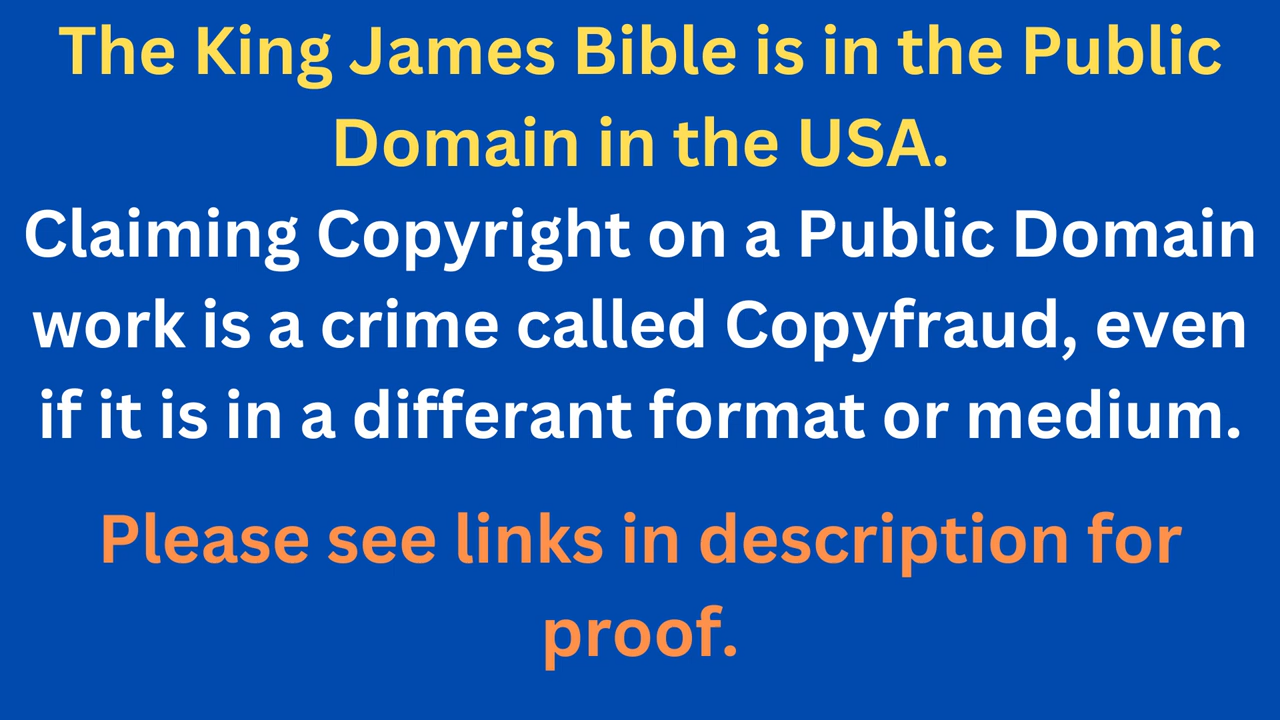 The King James Bible is in the Public
Domain in the USA.
Claiming Copyright on a Public Domain
work is a crime called Copyfraud, even
if it is in a differant format or medium.
Please see links in description for
proof.